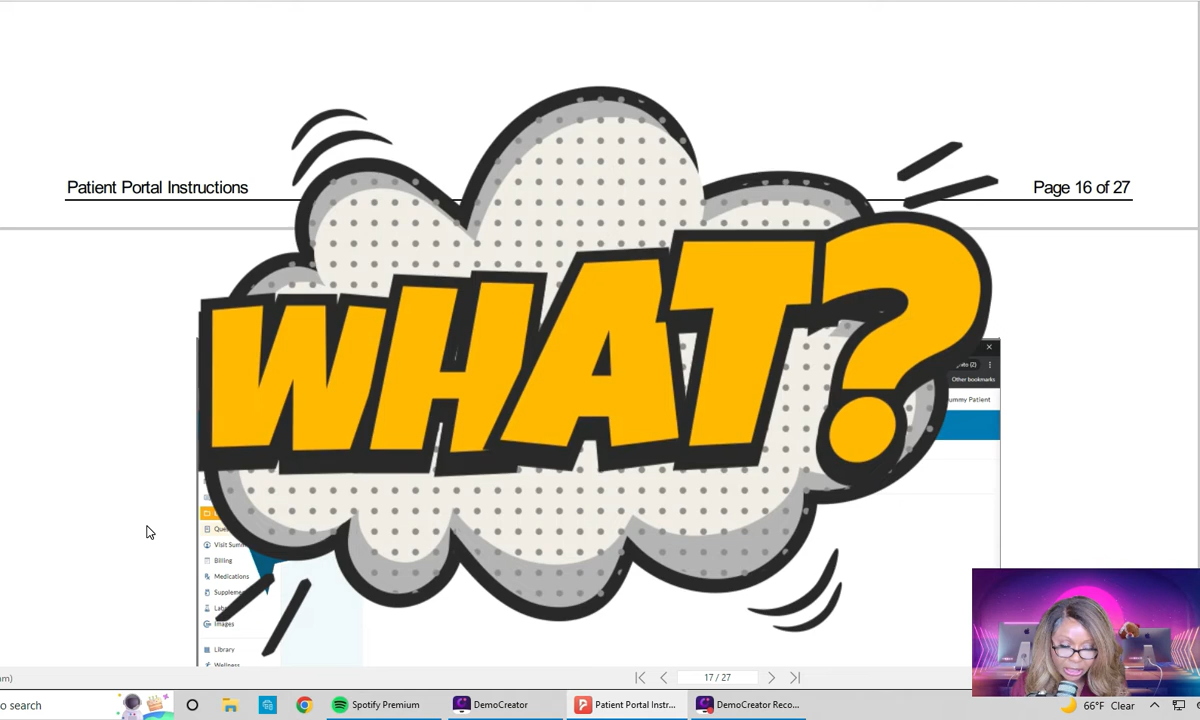 Patient Portal Instructions
Page 16 of 27
WHAT?
Other bookmarks
ummy Patient
Visit Summ
Billing
Medications
Suppleme
Images
Library
Wellness
17 / 27
o search
Spotify Premium
DemoCreator
Patient Portal Instr...
DemoCreator Reco...
66°F Clear